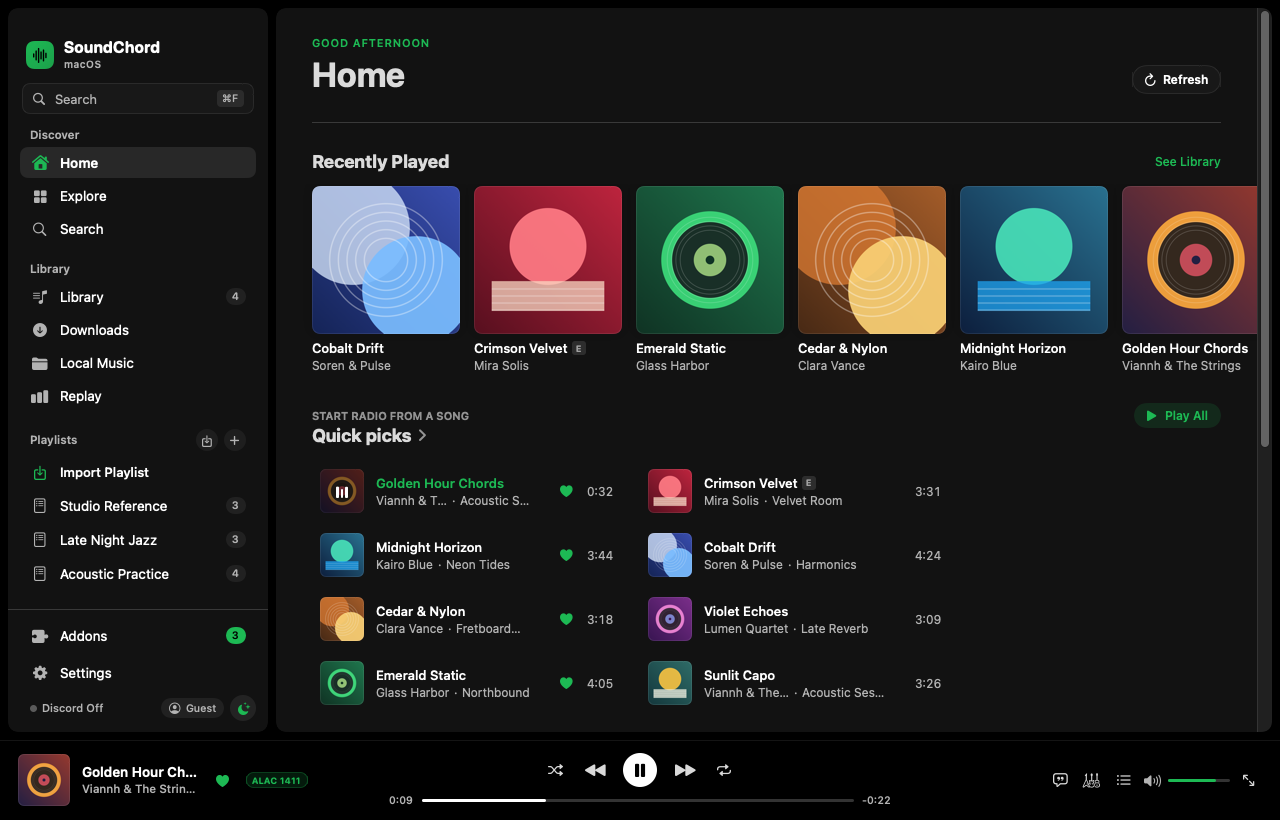 SoundChord
macOS
Search
⌘F
Discover
Home
Explore
Search
Library
Library
4
Downloads
Local Music
Replay
Playlists
Import Playlist
Studio Reference
3
Late Night Jazz
3
Acoustic Practice
4
Addons
3
Settings
Discord Off
Guest
GOOD AFTERNOON
Home
Refresh
Recently Played
See Library
Cobalt Drift
Soren & Pulse
Crimson Velvet E
Mira Solis
Emerald Static
Glass Harbor
Cedar & Nylon
Clara Vance
Midnight Horizon
Kairo Blue
Golden Hour Chords
Viannh & The Strings
START RADIO FROM A SONG
Quick picks
Play All
Golden Hour Chords
Viannh & T... · Acoustic S...
0:32
Crimson Velvet E
Mira Solis · Velvet Room
3:31
Midnight Horizon
Kairo Blue · Neon Tides
3:44
Cobalt Drift
Soren & Pulse · Harmonics
4:24
Cedar & Nylon
Clara Vance · Fretboard...
3:18
Violet Echoes
Lumen Quartet · Late Reverb
3:09
Emerald Static
Glass Harbor · Northbound
4:05
Sunlit Capo
Viannh & The... · Acoustic Ses...
3:26
Golden Hour Ch...
Viannh & The Strin...
ALAC 1411
0:09
-0:22